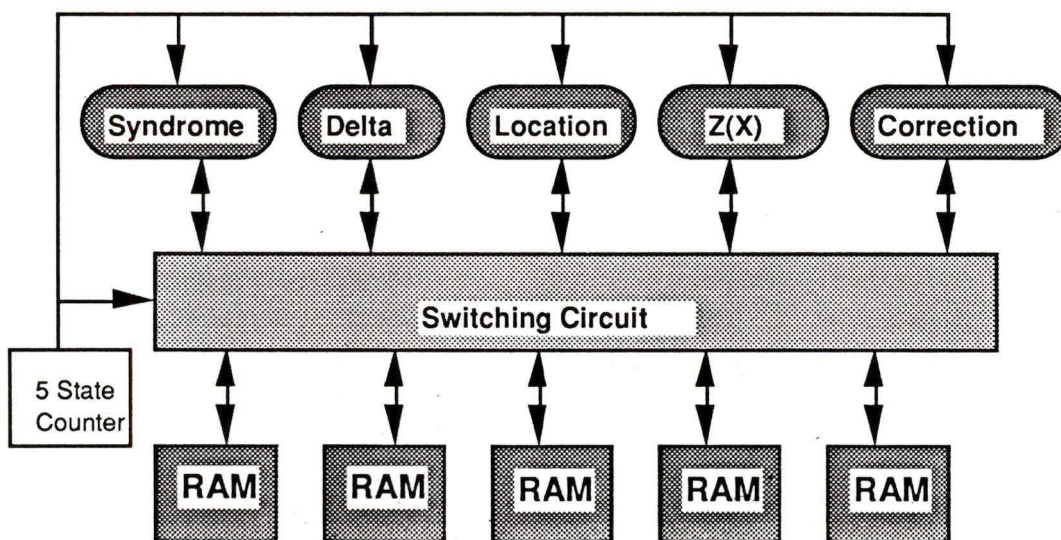 Syndrome
Delta
Location
Z(X)
Correction
Switching Circuit
5 State
Counter
RAM
RAM
RAM
RAM
RAM